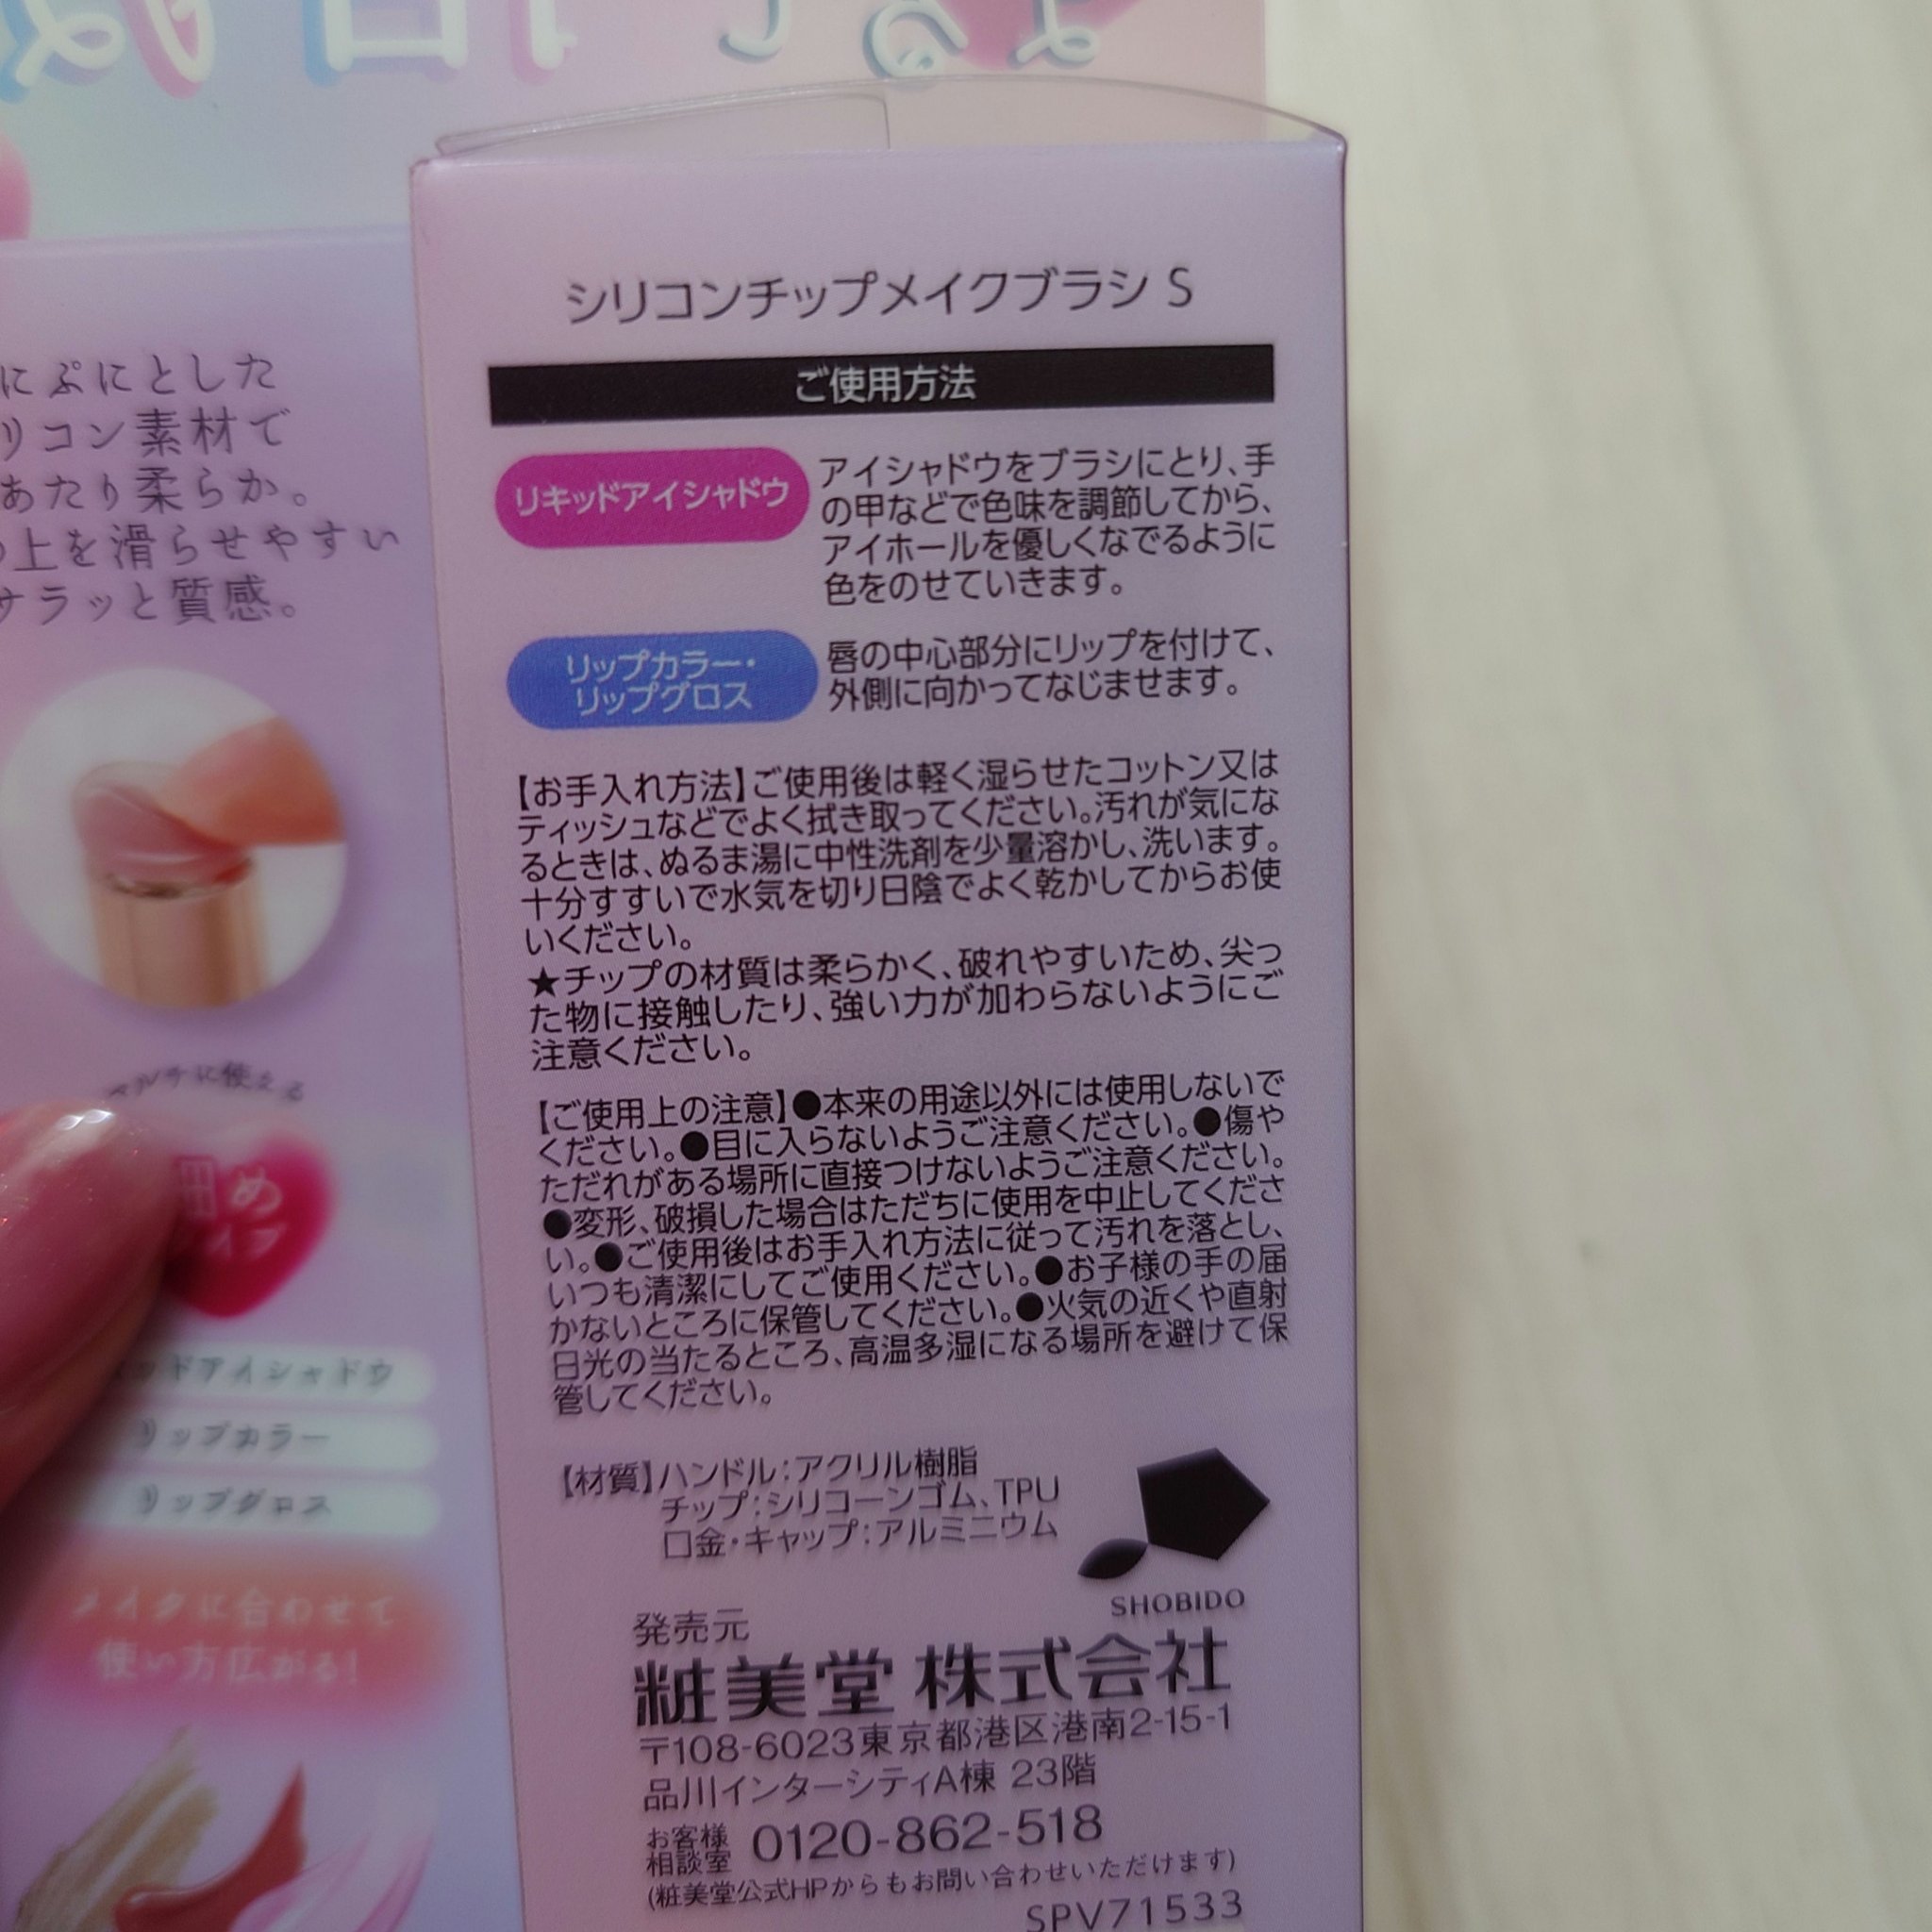 にぷにとした
リコン素材で
あたり柔らか。
上を滑らせやすい
サラッと質感。
マルチに使える
細め
イプ
ッドアイシャドウ
リップカラー
リップグロス
メイクに合わせて
使い方広がる!
シリコンチップメイクブラシ S
ご使用方法
リキッドアイシャドウ
アイシャドウをブラシにとり、手
の甲などで色味を調節してから、
アイホールを優しくなでるように
色をのせていきます。
リップカラー・
リップグロス
唇の中心部分にリップを付けて、
外側に向かってなじませます。
【お手入れ方法】ご使用後は軽く湿らせたコットン又は
ティッシュなどでよく拭き取ってください。汚れが気にな
るときは、ぬるま湯に中性洗剤を少量溶かし、洗います。
十分すすいで水気を切り日陰でよく乾かしてからお使
いください。
★チップの材質は柔らかく、破れやすいため、尖っ
た物に接触したり、強い力が加わらないようにご
注意ください。
【ご使用上の注意】●本来の用途以外には使用しないで
ください。●目に入らないようご注意ください。●傷や
ただれがある場所に直接つけないようご注意ください。
●変形、破損した場合はただちに使用を中止してくださ
い。●ご使用後はお手入れ方法に従って汚れを落とし、
いつも清潔にしてご使用ください。●お子様の手の届
かないところに保管してください。●火気の近くや直射
日光の当たるところ、高温多湿になる場所を避けて保
管してください。
【材質】ハンドル:アクリル樹脂
チップ:シリコーンゴム、TPU
口金・キャップ:アルミニウム
SHOBIDO
発売元
粧美堂 株式会社
〒108-6023東京都港区港南2-15-1
品川インターシティA棟 23階
お客様
相談室 0120-862-518
(粧美堂公式HPからもお問い合わせいただけます)
SPV71533